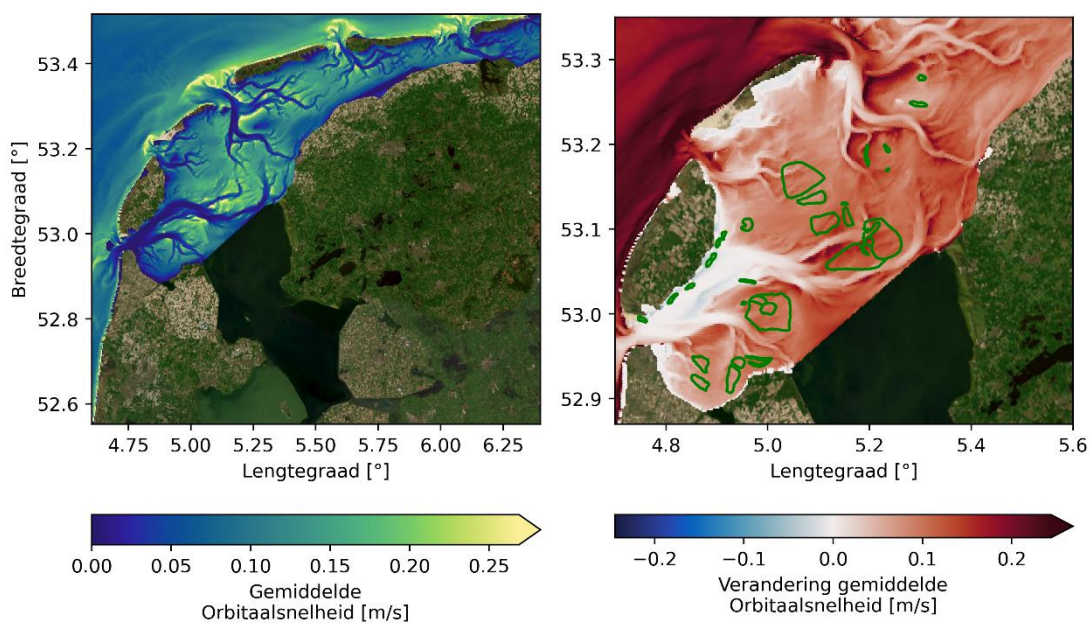 53.4
53.2
53.0
52.8
52.6
Breedtegraad [°]
4.75 5.00 5.25 5.50 5.75 6.00 6.25
Lengtegraad [°]
0.00 0.05 0.10 0.15 0.20 0.25
Gemiddelde
Orbitaalsnelheid [m/s]
53.3
53.2
53.1
53.0
52.9
4.8 5.0 5.2 5.4 5.6
Lengtegraad [°]
−0.2 −0.1 0.0 0.1 0.2
Verandering gemiddelde
Orbitaalsnelheid [m/s]